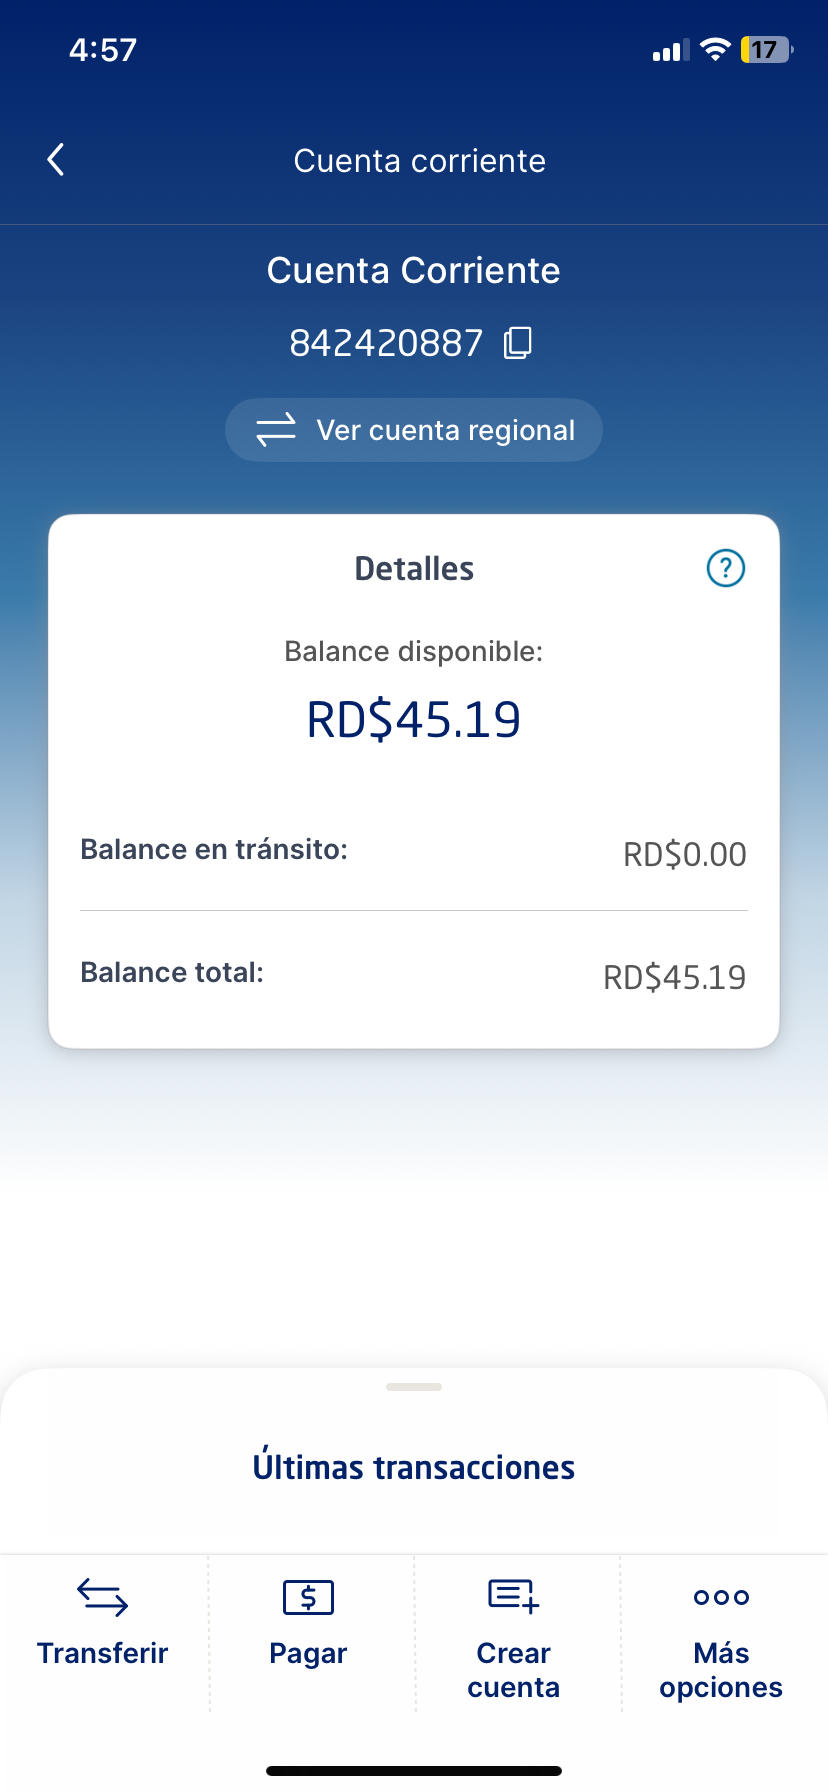 4:57
17
Cuenta corriente
Cuenta Corriente
842420887
Ver cuenta regional
Detalles
?
Balance disponible:
RD$45.19
Balance en tránsito:
RD$0.00
Balance total:
RD$45.19
Últimas transacciones
$
Transferir
Pagar
Crear
cuenta
Más
opciones